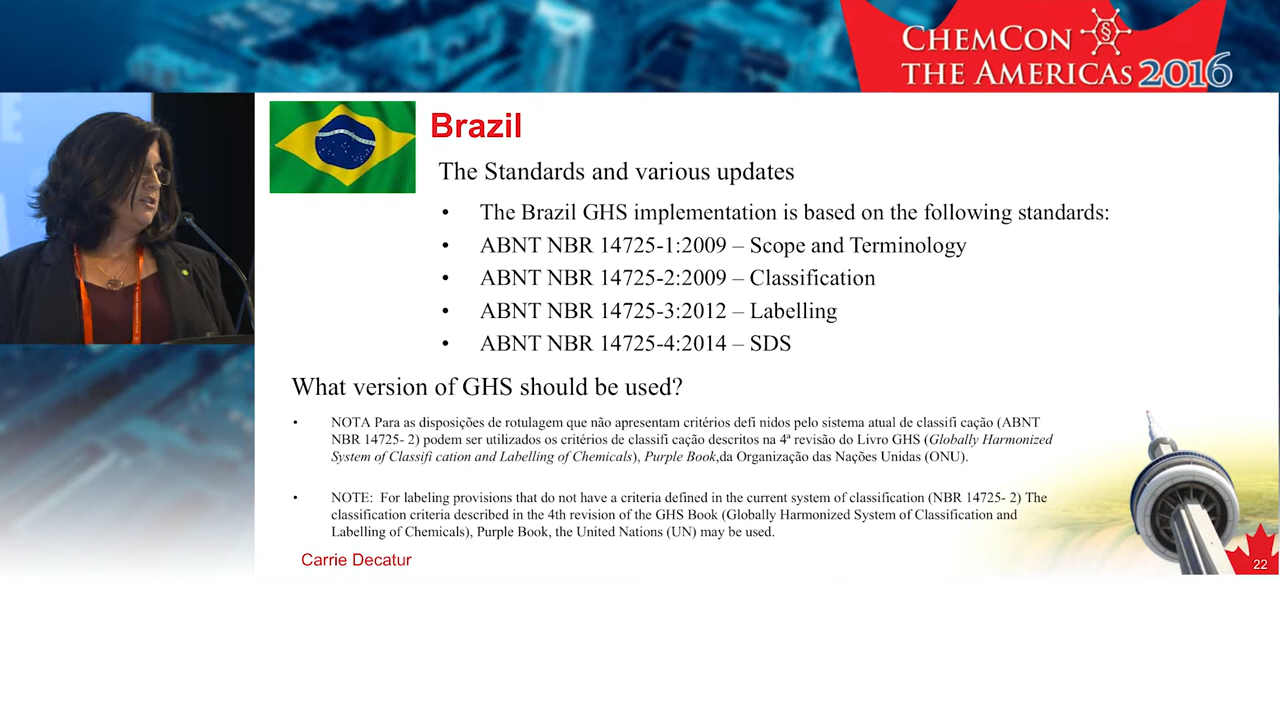 CHEMCON §
THE AMERICAS 2016
Brazil
The Standards and various updates
• The Brazil GHS implementation is based on the following standards:
• ABNT NBR 14725-1:2009 – Scope and Terminology
• ABNT NBR 14725-2:2009 – Classification
• ABNT NBR 14725-3:2012 – Labelling
• ABNT NBR 14725-4:2014 – SDS
What version of GHS should be used?
• NOTA Para as disposições de rotulagem que não apresentam critérios defi nidos pelo sistema atual de classifi cação (ABNT
NBR 14725- 2) podem ser utilizados os critérios de classifi cação descritos na 4ª revisão do Livro GHS (Globally Harmonized
System of Classifi cation and Labelling of Chemicals), Purple Book,da Organização das Nações Unidas (ONU).
• NOTE: For labeling provisions that do not have a criteria defined in the current system of classification (NBR 14725- 2) The
classification criteria described in the 4th revision of the GHS Book (Globally Harmonized System of Classification and
Labelling of Chemicals), Purple Book, the United Nations (UN) may be used.
Carrie Decatur
22